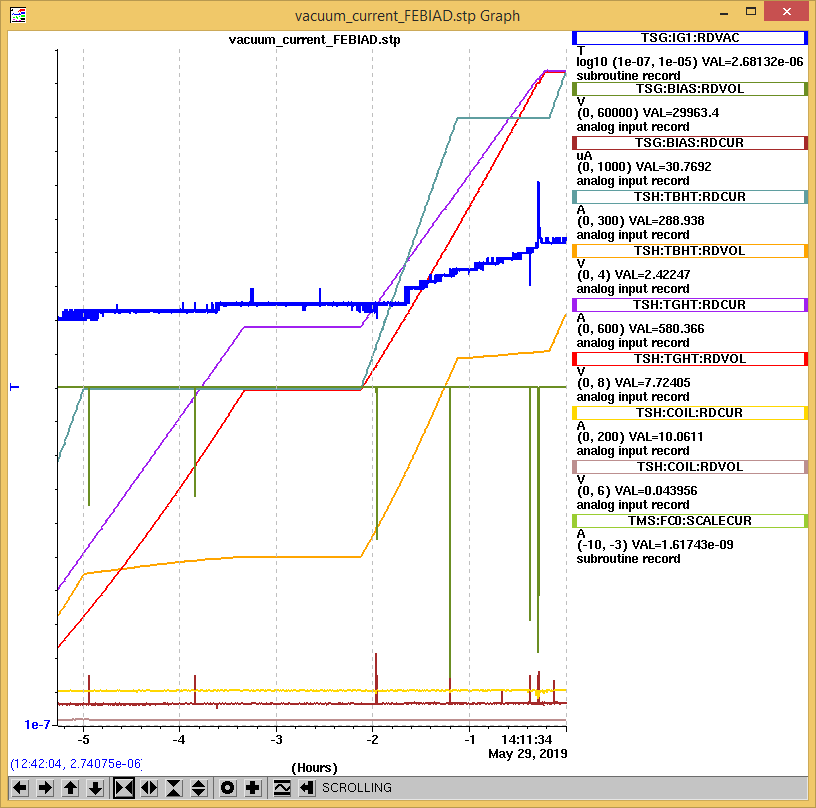 vacuum_current_FEBIAD.stp Graph
vacuum_current_FEBIAD.stp
T
1e-7
-5
-4
-3
-2
-1
14:11:34
May 29, 2019
(12:42:04, 2.74075e-06)
(Hours)
TSG:IG1:RDVAC
T
log10 (1e-07, 1e-05) VAL=2.68132e-06
subroutine record
TSG:BIAS:RDVOL
V
(0, 60000) VAL=29963.4
analog input record
TSG:BIAS:RDCUR
uA
(0, 1000) VAL=30.7692
analog input record
TSH:TBHT:RDCUR
A
(0, 300) VAL=288.938
analog input record
TSH:TBHT:RDVOL
V
(0, 4) VAL=2.42247
analog input record
TSH:TGHT:RDCUR
A
(0, 600) VAL=580.366
analog input record
TSH:TGHT:RDVOL
V
(0, 8) VAL=7.72405
analog input record
TSH:COIL:RDCUR
A
(0, 200) VAL=10.0611
analog input record
TSH:COIL:RDVOL
V
(0, 6) VAL=0.043956
analog input record
TMS:FC0:SCALECUR
A
(-10, -3) VAL=1.61743e-09
subroutine record
SCROLLING